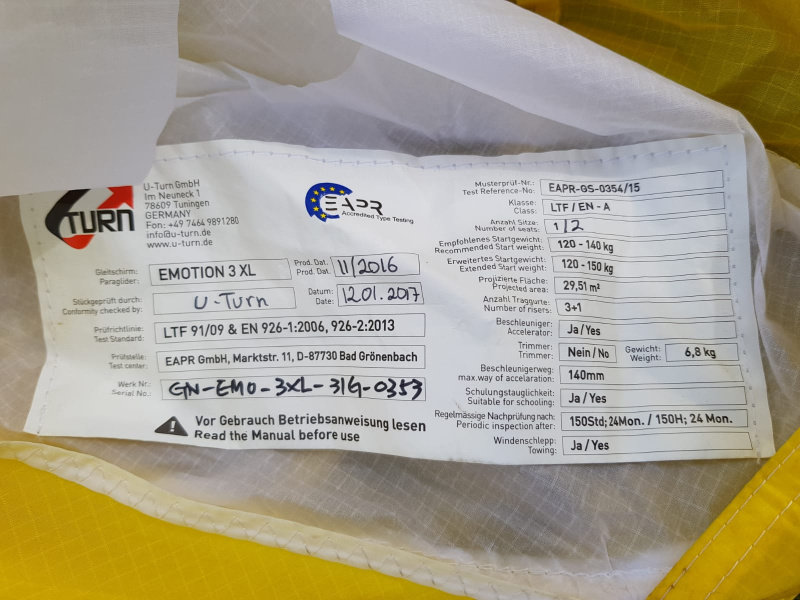 TURN
U-Turn GmbH
Im Neuneck 1
78609 Tuningen
GERMANY
Fon: +49 7464 9891280
info@u-turn.de
www.u-turn.de
EAPR
Accredited Type Testing
Gleitschirm: EMOTION 3 XL Prod. Dat. 11/2016
Paraglider: Prod. Dat.
Stückgeprüft durch: U-Turn Datum: 12.01.2017
Conformity checked by: Date:
Prüfrichtlinie: LTF 91/09 & EN 926-1:2006, 926-2:2013
Test Standard:
Prüfstelle: EAPR GmbH, Marktstr. 11, D-87730 Bad Grönenbach
Test center:
Werk Nr.: GN-EMO-3XL-31G-0353
Serial No.:
Vor Gebrauch Betriebsanweisung lesen
Read the Manual before use
Musterprüf-Nr.: EAPR-GS-0354/15
Test Reference-No.:
Klasse: LTF / EN - A
Class:
Anzahl Sitze: 1/2
Number of seats:
Empfohlenes Startgewicht: 120 - 140kg
Recommended Start weight:
Erweitertes Startgewicht: 120 - 150kg
Extended Start weight:
Projizierte Fläche: 29,51 m²
Projected area:
Anzahl Traggurte: 3+1
Number of risers:
Beschleuniger: Ja / Yes
Accelerator:
Trimmer: Nein / No Gewicht: 6,8 kg
Trimmer: Weight:
Beschleunigerweg: 140mm
max.way of accelaration:
Schulungstauglichkeit: Ja / Yes
Suitable for schooling:
Regelmässige Nachprüfung nach: 150Std; 24Mon. / 150H; 24 Mon.
Periodic inspection after:
Windenschlepp: Ja / Yes
Towing: